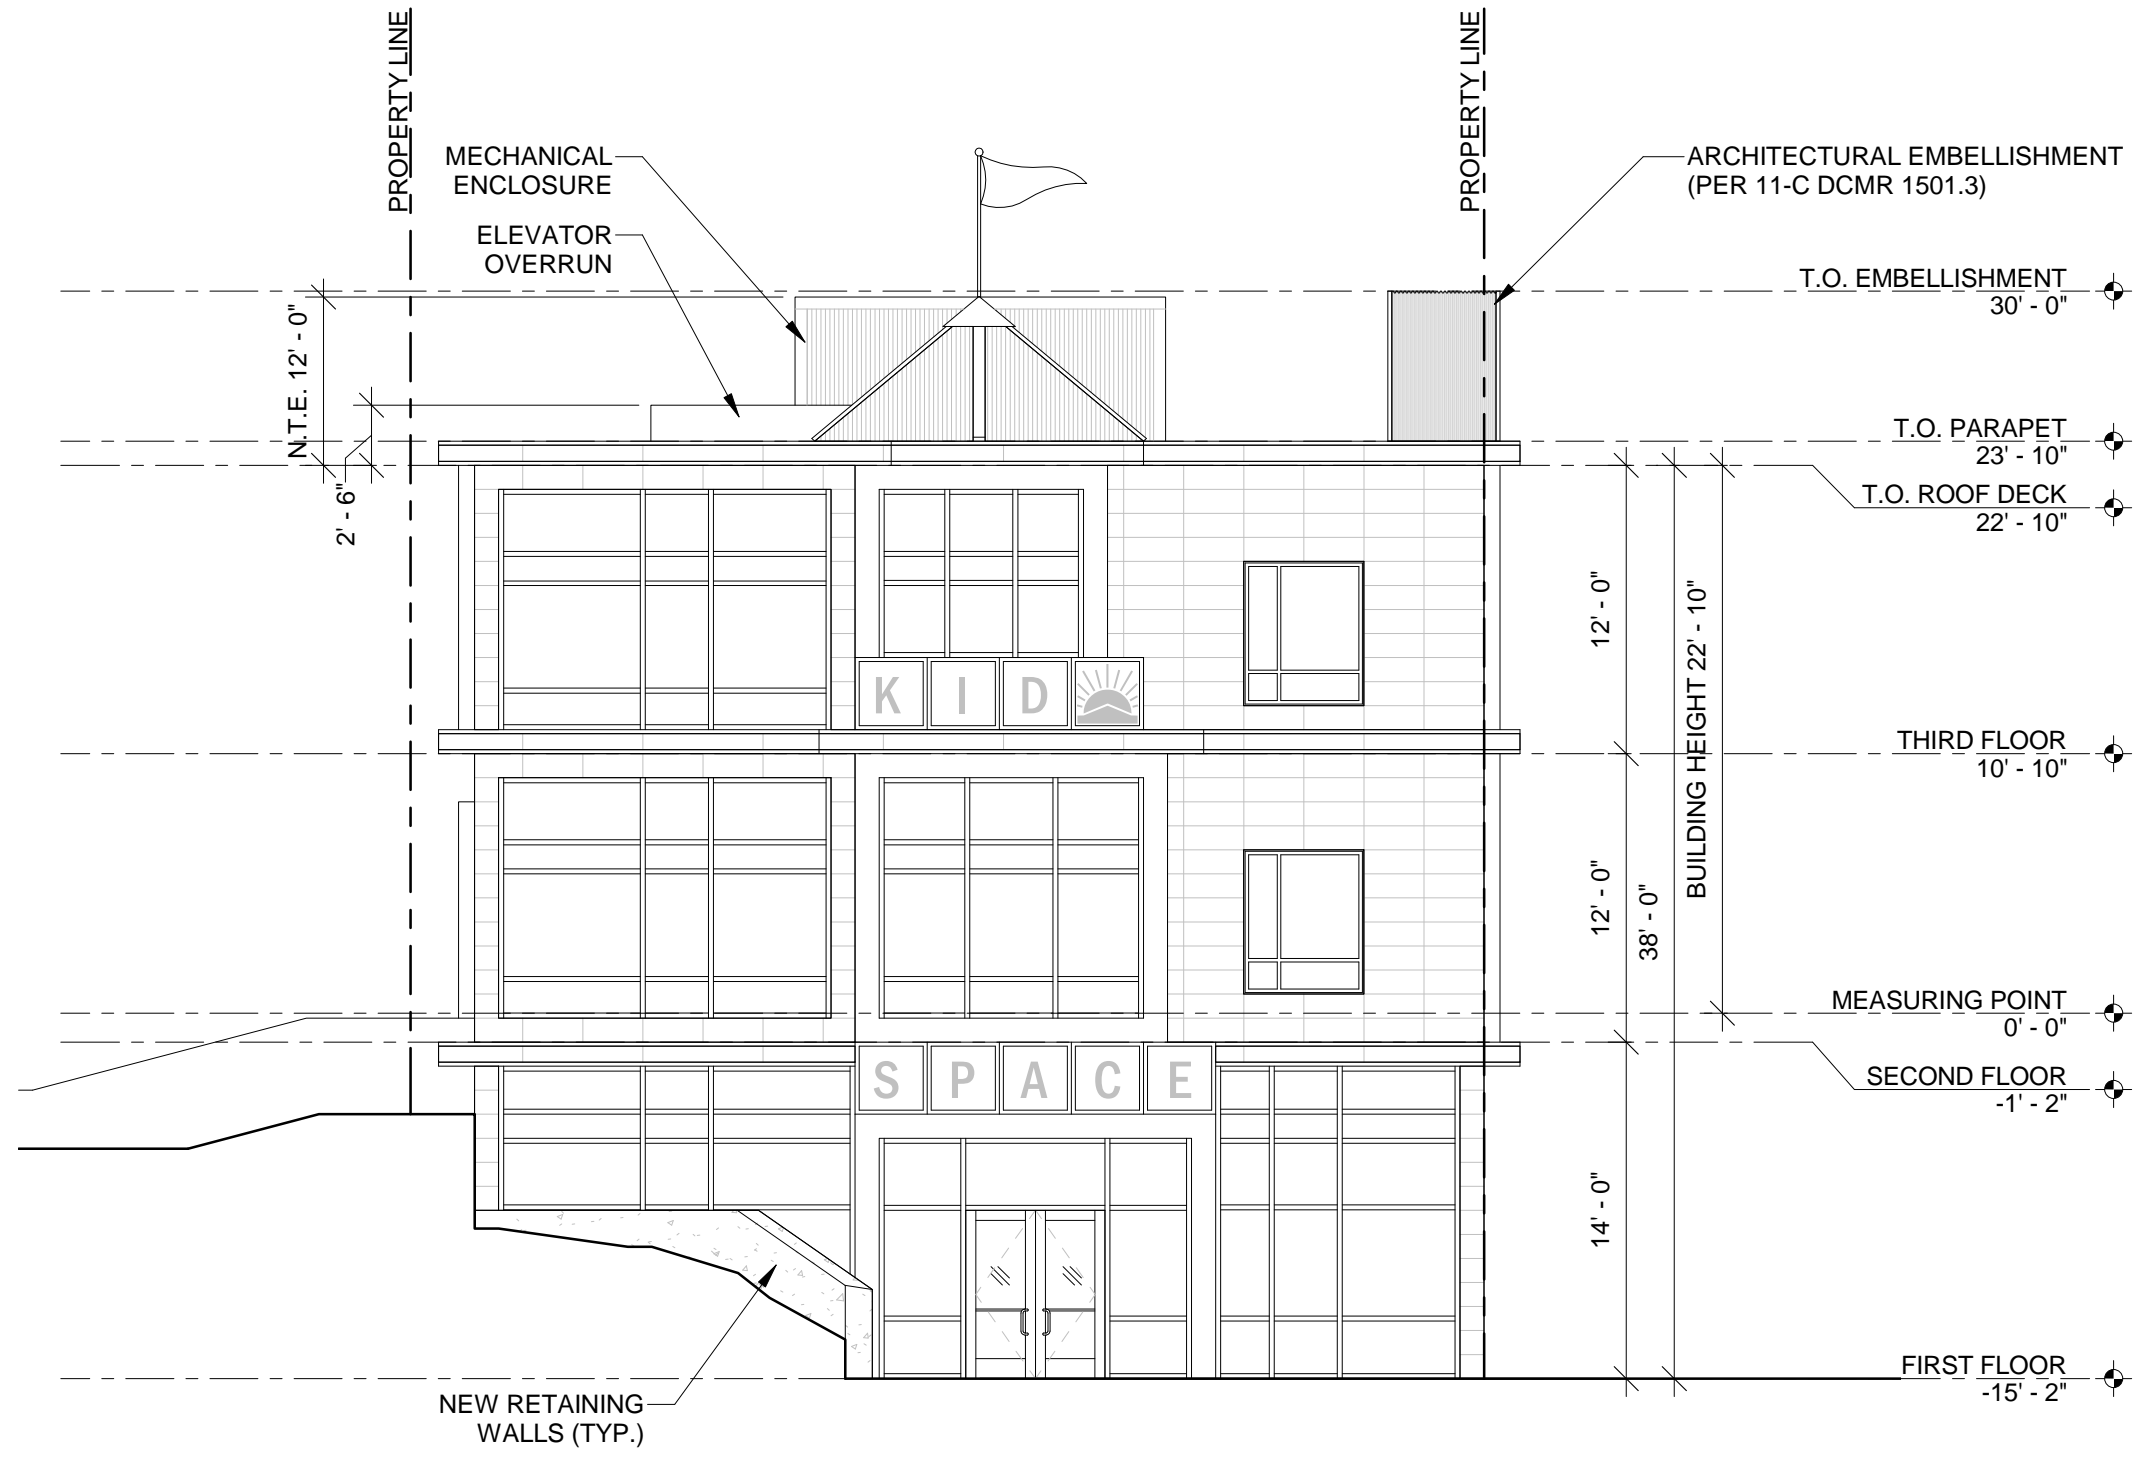 PROPERTY LINE
PROPERTY LINE
MECHANICAL
ENCLOSURE
ELEVATOR
OVERRUN
ARCHITECTURAL EMBELLISHMENT
(PER 11-C DCMR 1501.3)
T.O. EMBELLISHMENT
30' - 0"
N.T.E. 12' - 0"
2' - 6"
T.O. PARAPET
23' - 10"
T.O. ROOF DECK
22' - 10"
12' - 0"
BUILDING HEIGHT 22' - 10"
KID
THIRD FLOOR
10' - 10"
12' - 0"
38' - 0"
MEASURING POINT
0' - 0"
SPACE
SECOND FLOOR
-1' - 2"
14' - 0"
FIRST FLOOR
-15' - 2"
NEW RETAINING
WALLS (TYP.)